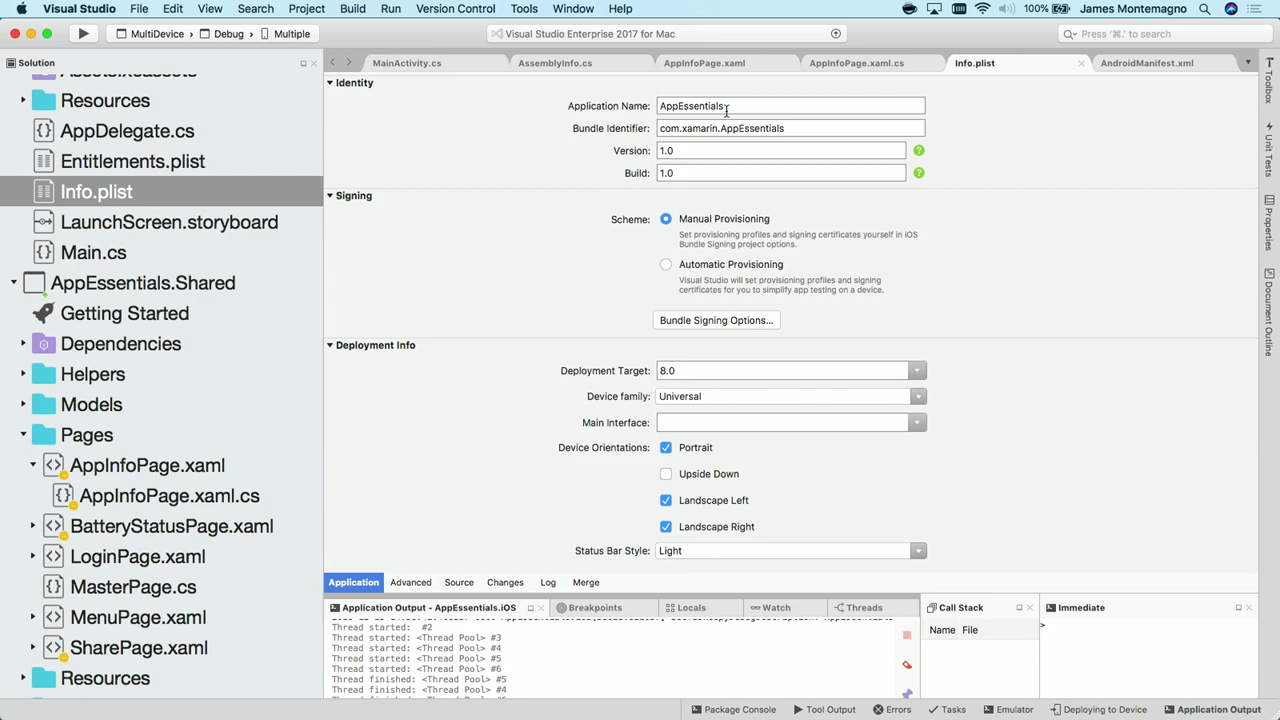 Visual Studio File Edit View Search Project Build Run Version Control Tools Window Help 100% James Montemagno
MultiDevice Debug Multiple Visual Studio Enterprise 2017 for Mac Press '⌘.' to search
Solution MainActivity.cs AssemblyInfo.cs AppInfoPage.xaml AppInfoPage.xaml.cs Info.plist AndroidManifest.xml
Resources
AppDelegate.cs
Entitlements.plist
Info.plist
LaunchScreen.storyboard
Main.cs
AppEssentials.Shared
Getting Started
Dependencies
Helpers
Models
Pages
AppInfoPage.xaml
AppInfoPage.xaml.cs
BatteryStatusPage.xaml
LoginPage.xaml
MasterPage.cs
MenuPage.xaml
SharePage.xaml
Resources
Identity
Application Name: AppEssentials
Bundle Identifier: com.xamarin.AppEssentials
Version: 1.0
Build: 1.0
Signing
Scheme: Manual Provisioning
Set provisioning profiles and signing certificates yourself in iOS
Bundle Signing project options.
Automatic Provisioning
Visual Studio will set provisioning profiles and signing
certificates for you to simplify app testing on a device.
Bundle Signing Options...
Deployment Info
Deployment Target: 8.0
Device family: Universal
Main Interface:
Device Orientations: Portrait
Upside Down
Landscape Left
Landscape Right
Status Bar Style: Light
Application Advanced Source Changes Log Merge
Application Output - AppEssentials.iOS Breakpoints Locals Watch Threads Call Stack Immediate
Thread started: #2
Thread started: <Thread Pool> #3
Thread started: <Thread Pool> #4
Thread started: <Thread Pool> #5
Thread started: <Thread Pool> #6
Thread finished: <Thread Pool> #5
Thread finished: <Thread Pool> #4
Name File
>
Toolbox
Unit Tests
Properties
Document Outline
Package Console Tool Output Errors Tasks Emulator Deploying to Device Application Output